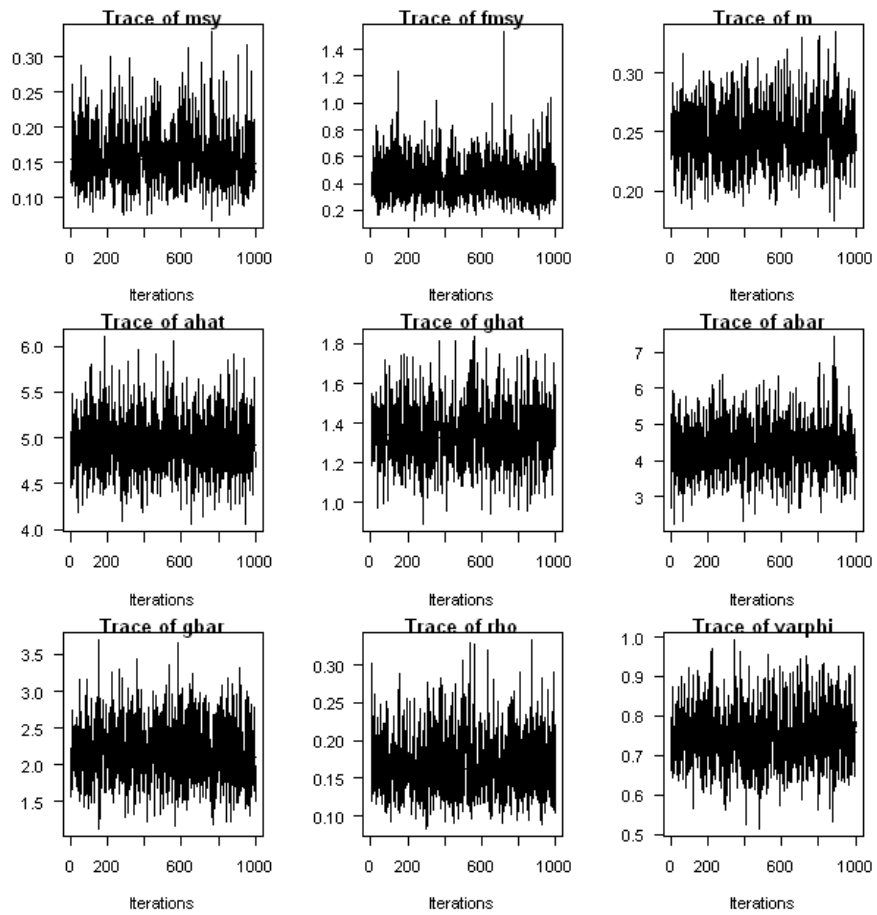 Trace of msy
0.30
0.25
0.20
0.15
0.10
0 200 600 1000
Iterations
Trace of fmsy
1.4
1.2
1.0
0.8
0.6
0.4
0.2
0 200 600 1000
Iterations
Trace of m
0.30
0.25
0.20
0 200 600 1000
Iterations
Trace of ahat
6.0
5.5
5.0
4.5
4.0
0 200 600 1000
Iterations
Trace of ghat
1.8
1.6
1.4
1.2
1.0
0 200 600 1000
Iterations
Trace of abar
7
6
5
4
3
0 200 600 1000
Iterations
Trace of gbar
3.5
3.0
2.5
2.0
1.5
0 200 600 1000
Iterations
Trace of rho
0.30
0.25
0.20
0.15
0.10
0 200 600 1000
Iterations
Trace of varphi
1.0
0.9
0.8
0.7
0.6
0.5
0 200 600 1000
Iterations